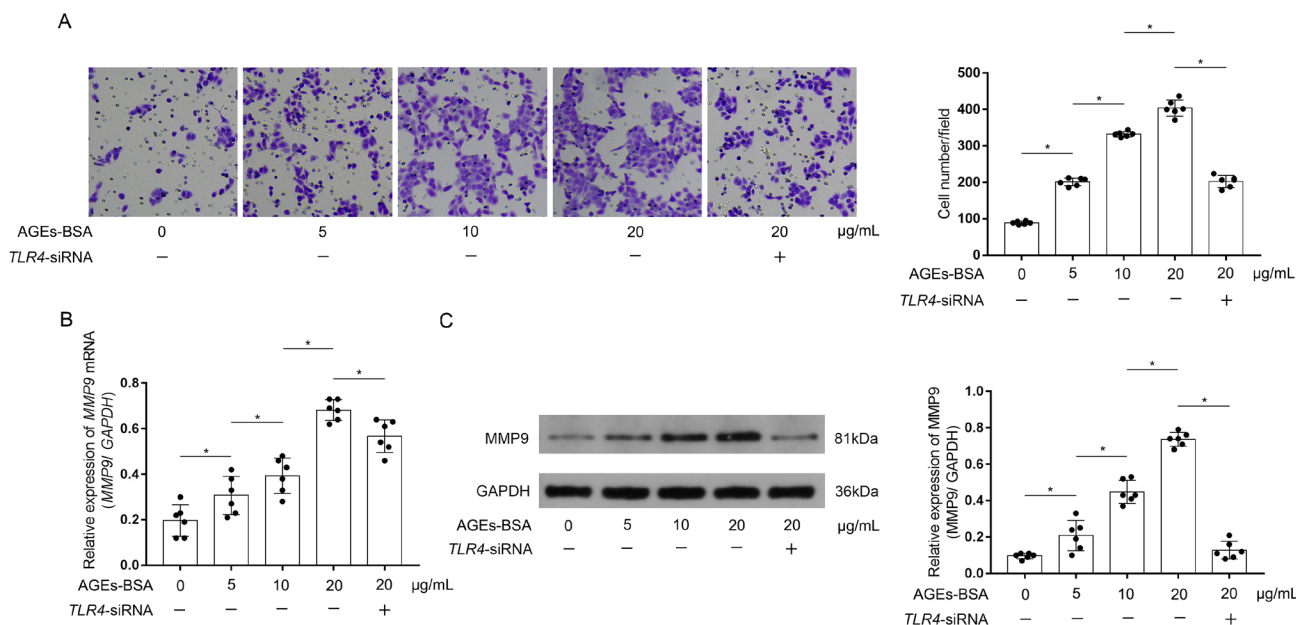 A
AGEs-BSA 0 5 10 20 20 μg/mL
TLR4-siRNA − − − − +
* * * *
Cell number/field
500
400
300
200
100
0
AGEs-BSA 0 5 10 20 20 μg/mL
TLR4-siRNA − − − − +
B
Relative expression of MMP9 mRNA
(MMP9/ GAPDH)
* * * *
0.8
0.6
0.4
0.2
0.0
AGEs-BSA 0 5 10 20 20 μg/mL
TLR4-siRNA − − − − +
C
MMP9 81kDa
GAPDH 36kDa
AGEs-BSA 0 5 10 20 20 μg/mL
TLR4-siRNA − − − − +
Relative expression of MMP9
(MMP9/ GAPDH)
* * * *
1.0
0.8
0.6
0.4
0.2
0.0
AGEs-BSA 0 5 10 20 20 μg/mL
TLR4-siRNA − − − − +